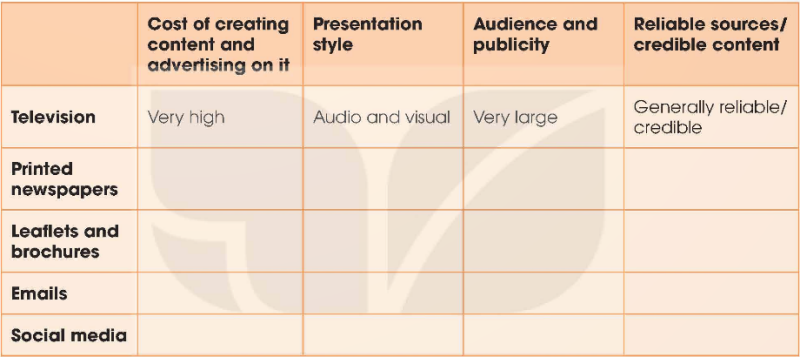 Cost of creating content and advertising on it
Presentation style
Audience and publicity
Reliable sources/ credible content
Television
Very high
Audio and visual
Very large
Generally reliable/ credible
Printed newspapers
Leaflets and brochures
Emails
Social media